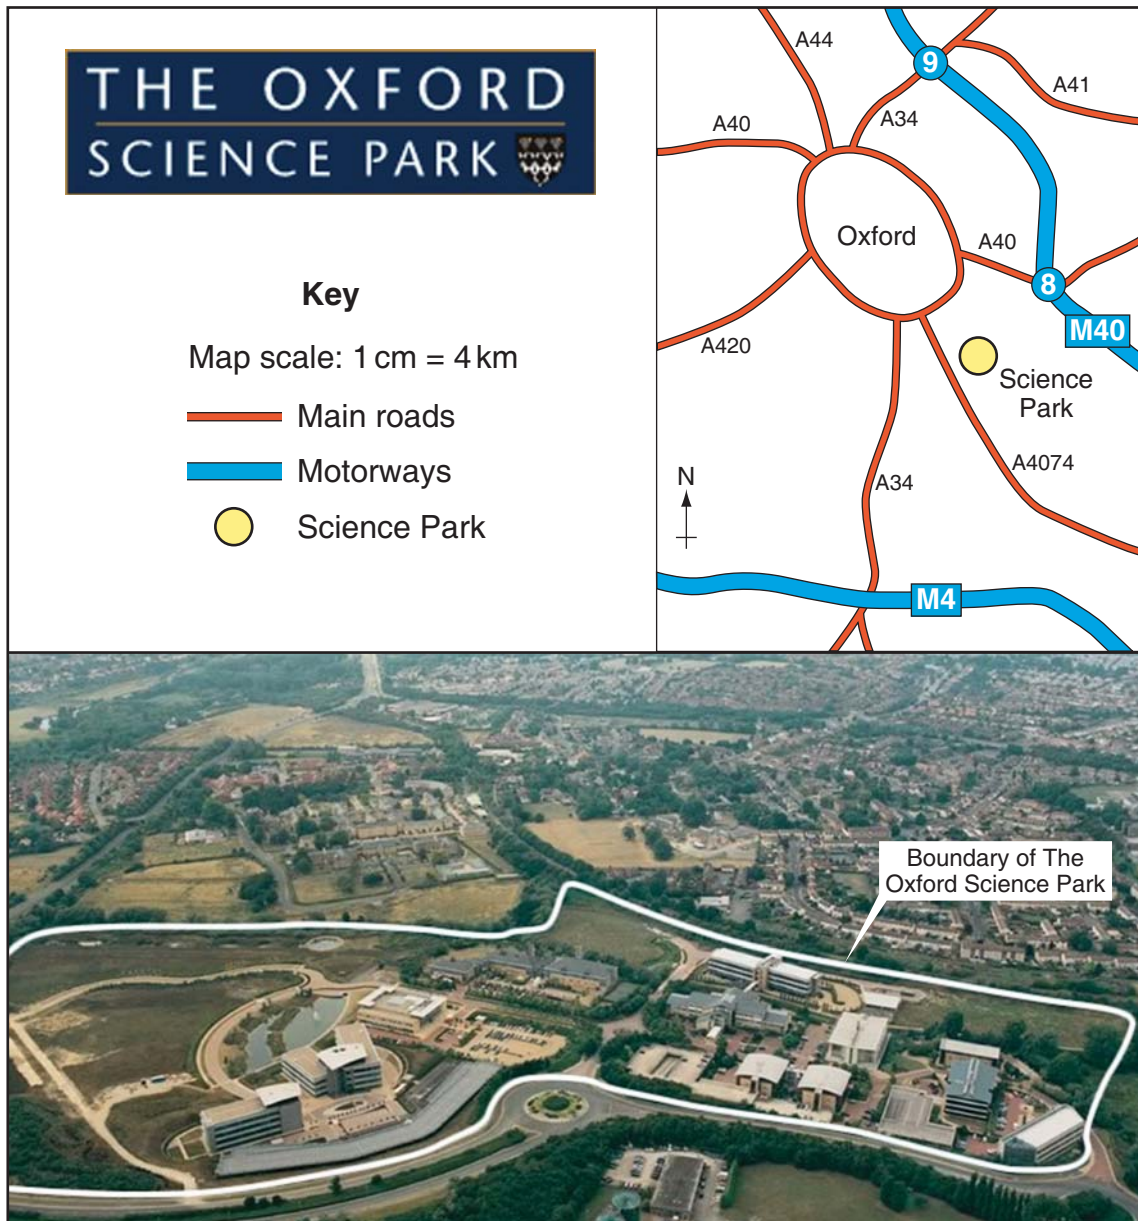 THE OXFORD
SCIENCE PARK
Key
Map scale: 1 cm = 4 km
Main roads
Motorways
Science Park
A44
9
A41
A34
A40
Oxford
A40
8
M40
A420
Science
Park
A4074
A34
N
M4
Boundary of The
Oxford Science Park